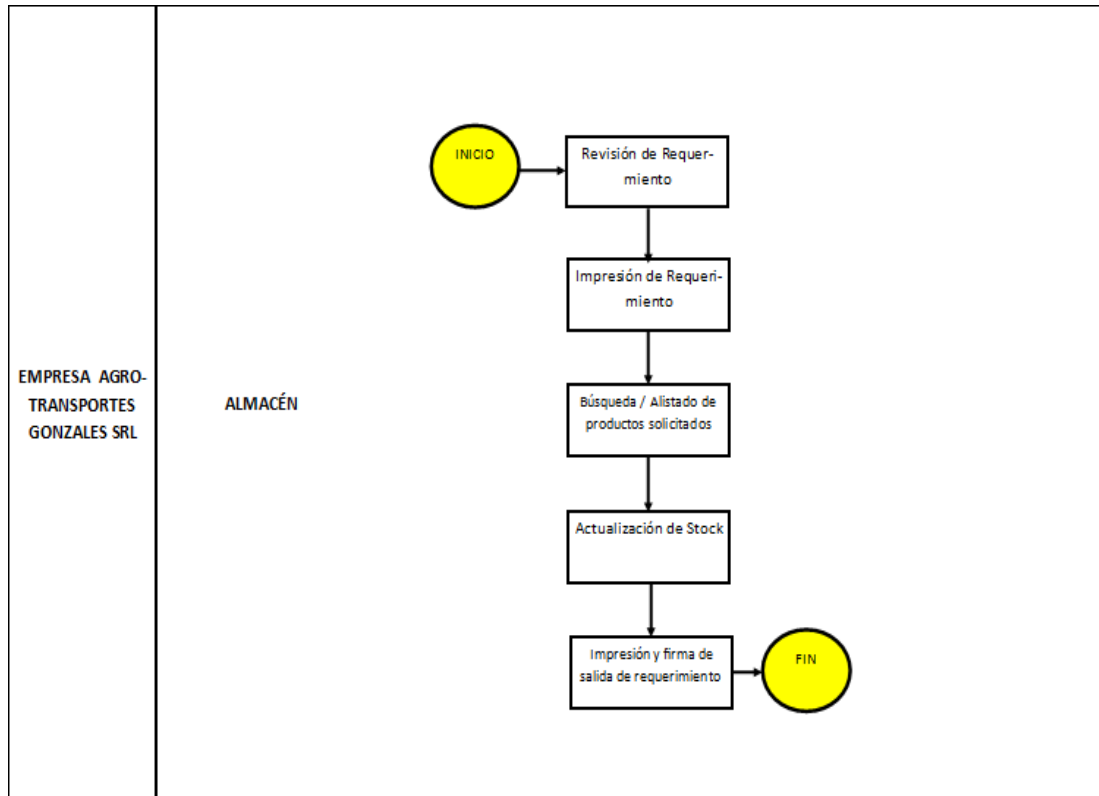 INICIO
Revisión de Requer-
miento
Impresión de Requeri-
miento
EMPRESA AGRO-
TRANSPORTES
GONZALES SRL
ALMACÉN
Búsqueda / Alistado de
productos solicitados
Actualización de Stock
Impresión y firma de
salida de requerimiento
FIN